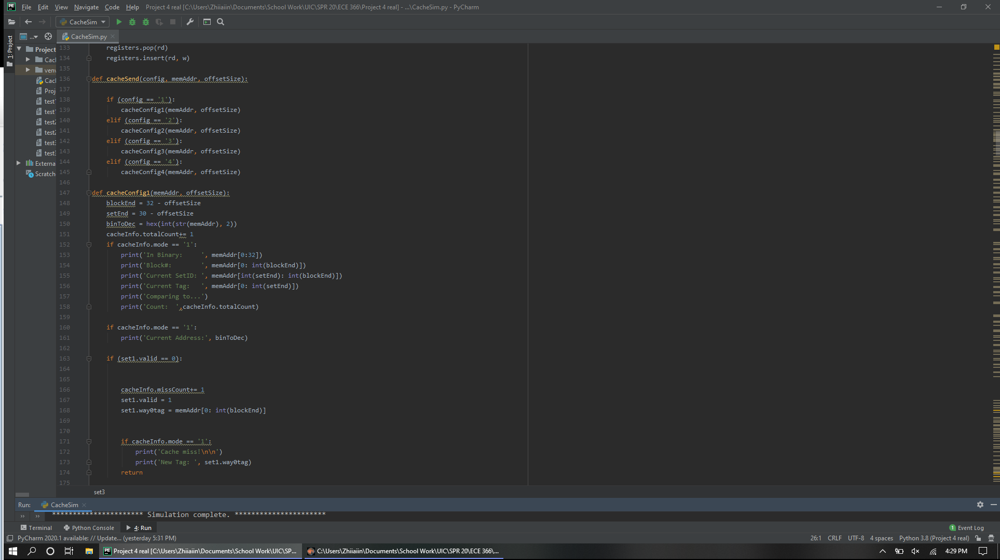 PE File Edit View Navigate Code Help Project 4 real [C:\Users\Zhiiaiin\Documents\School Work\UIC\SPR 20\ECE 366\Project 4 real] - ...\CacheSim.py - PyCharm
CacheSim
1: Project
...
CacheSim.py
Project
Cac
venv
Cac
Proj
test
test
test2
test2
test3
test3
Externa
Scratch
133 registers.pop(rd)
134 registers.insert(rd, w)
135
136 def cacheSend(config, memAddr, offsetSize):
137
138 if (config == '1'):
139 cacheConfig1(memAddr, offsetSize)
140 elif (config == '2'):
141 cacheConfig2(memAddr, offsetSize)
142 elif (config == '3'):
143 cacheConfig3(memAddr, offsetSize)
144 elif (config == '4'):
145 cacheConfig4(memAddr, offsetSize)
146
147 def cacheConfig1(memAddr, offsetSize):
148 blockEnd = 32 - offsetSize
149 setEnd = 30 - offsetSize
150 binToDec = hex(int(str(memAddr), 2))
151 cacheInfo.totalCount+= 1
152 if cacheInfo.mode == '1':
153 print('In Binary:     ', memAddr[0:32])
154 print('Block#:        ', memAddr[0: int(blockEnd)])
155 print('Current SetID: ', memAddr[int(setEnd): int(blockEnd)])
156 print('Current Tag:   ', memAddr[0: int(setEnd)])
157 print('Comparing to...')
158 print('Count:  ',cacheInfo.totalCount)
159
160 if cacheInfo.mode == '1':
161 print('Current Address:', binToDec)
162
163 if (set1.valid == 0):
164
165
166 cacheInfo.missCount+= 1
167 set1.valid = 1
168 set1.way0tag = memAddr[0: int(blockEnd)]
169
170
171 if cacheInfo.mode == '1':
172 print('Cache miss!\n\n')
173 print('New Tag: ', set1.way0tag)
174 return
175
set3
Run: CacheSim
>> >> ********************** Simulation complete. **********************
Terminal Python Console 4: Run 1 Event Log
PyCharm 2020.1 available: // Update... (yesterday 5:31 PM) 26:1 CRLF UTF-8 4 spaces Python 3.8 (Project 4 real)
PE Project 4 real [C:\Users\Zhiiaiin\Documents\School Work\UIC\SP... C:\Users\Zhiiaiin\Documents\School Work\UIC\SPR 20\ECE 366\... 4:29 PM